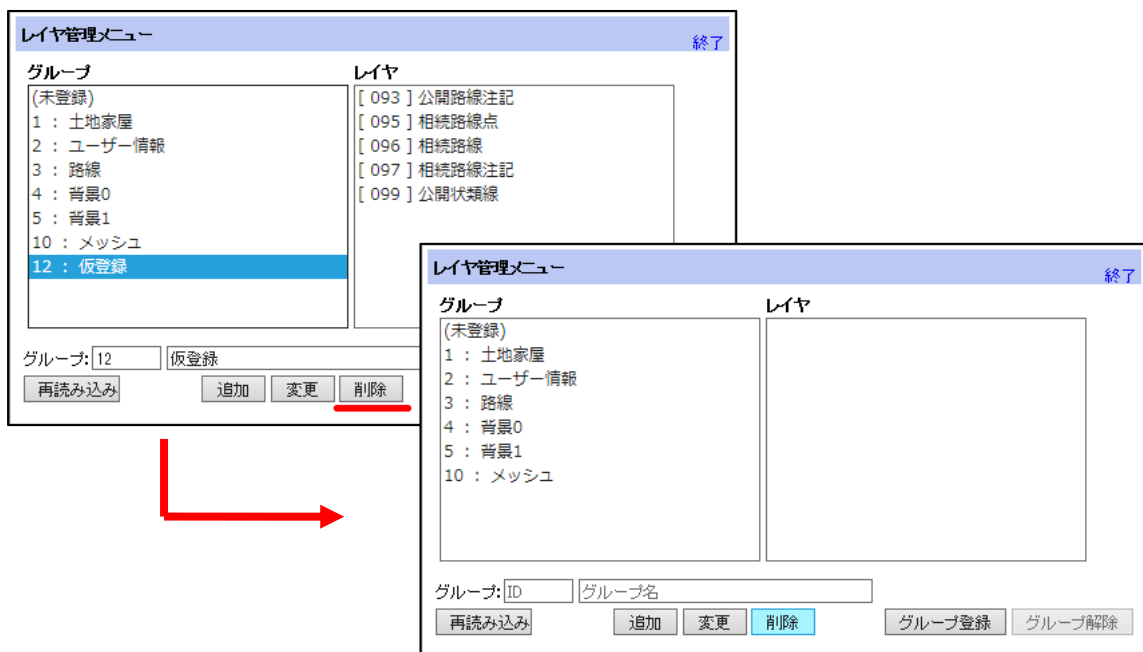 レイヤ管理メニュー
終了
グループ
レイヤ
(未登録)
1 : 土地家屋
2 : ユーザー情報
3 : 路線
4 : 背景0
5 : 背景1
10 : メッシュ
12 : 仮登録
[ 093 ] 公開路線注記
[ 095 ] 相続路線点
[ 096 ] 相続路線
[ 097 ] 相続路線注記
[ 099 ] 公開状類線
グループ: 12 仮登録
再読み込み 追加 変更 削除
レイヤ管理メニュー
終了
グループ
レイヤ
(未登録)
1 : 土地家屋
2 : ユーザー情報
3 : 路線
4 : 背景0
5 : 背景1
10 : メッシュ
グループ: ID グループ名
再読み込み 追加 変更 削除 グループ登録 グループ解除